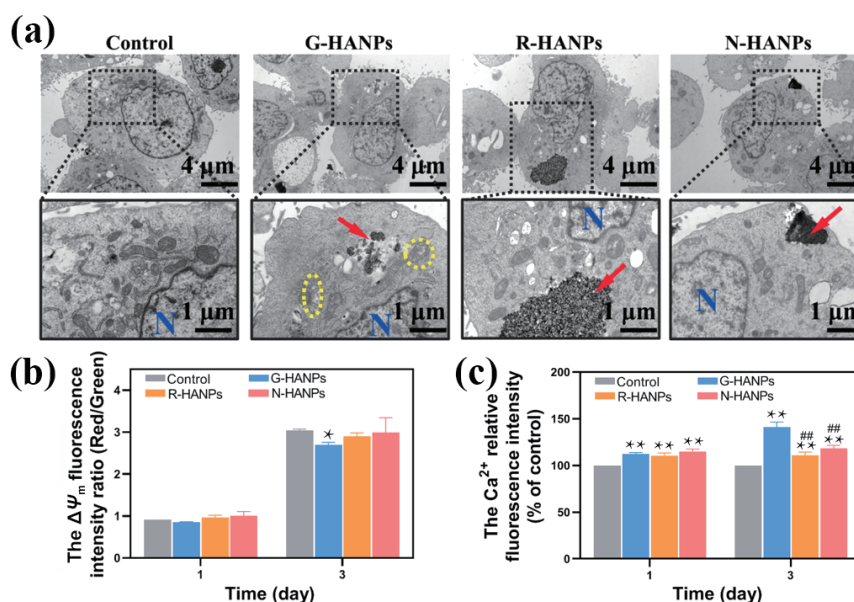 (a)
Control
G-HANPs
R-HANPs
N-HANPs
4 μm
4 μm
4 μm
4 μm
N
1 μm
N
1 μm
N
1 μm
N
1 μm
(b)
The ΔΨm fluorescence
intensity ratio (Red/Green)
4
3
2
1
0
Control
G-HANPs
R-HANPs
N-HANPs
*
1
3
Time (day)
(c)
The Ca²⁺ relative
fluorescence intensity
(% of control)
200
150
100
50
0
Control
G-HANPs
R-HANPs
N-HANPs
**
**
**
**
##
**
##
**
1
3
Time (day)